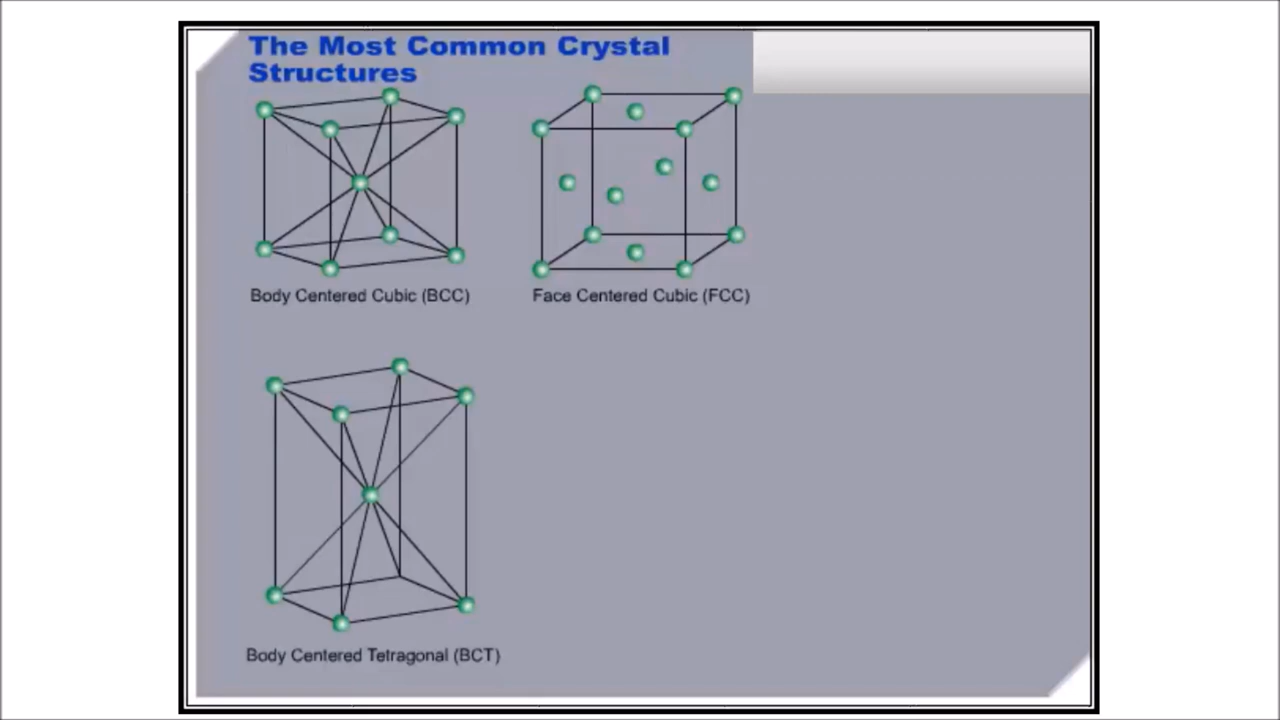 The Most Common Crystal
Structures
Body Centered Cubic (BCC)
Face Centered Cubic (FCC)
Body Centered Tetragonal (BCT)